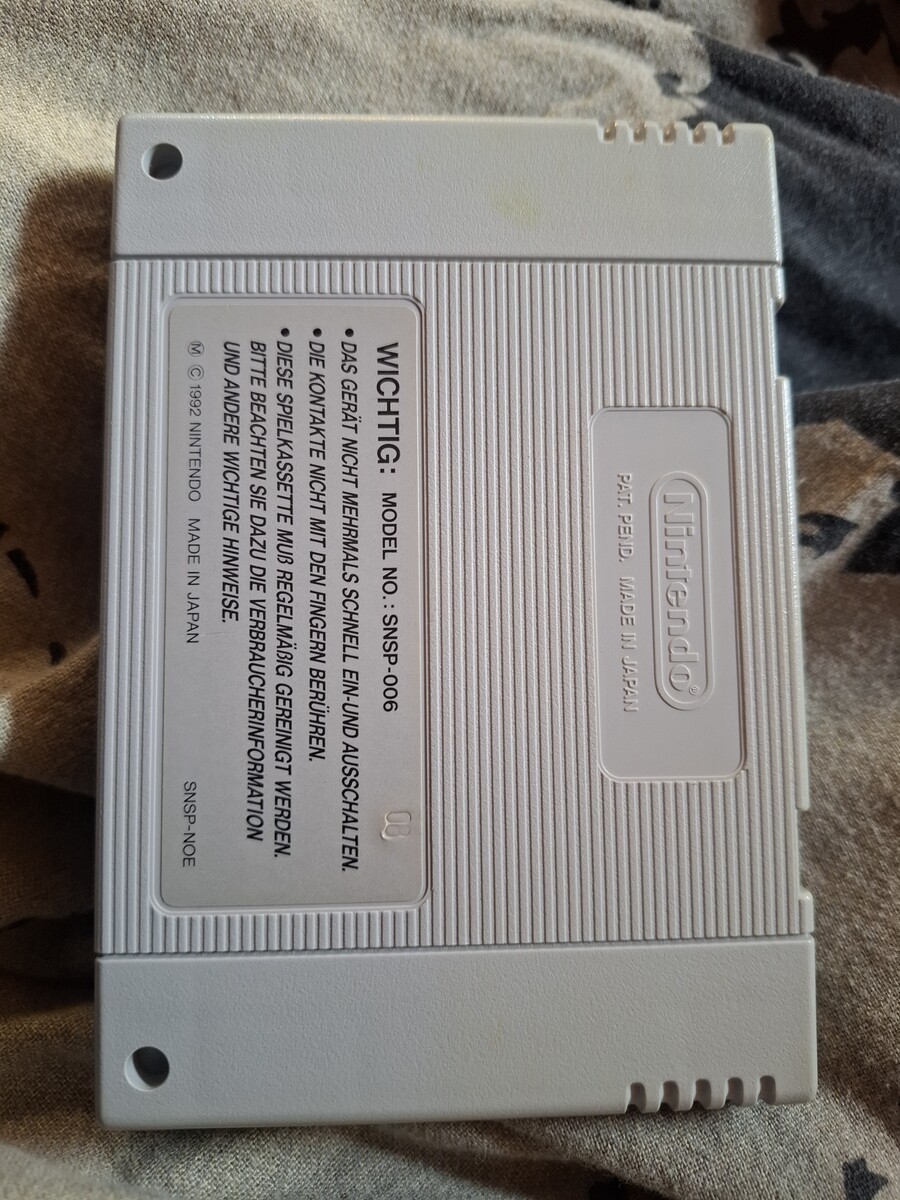 Nintendo®
PAT. PEND. MADE IN JAPAN
WICHTIG: MODEL NO.: SNSP-006
• DAS GERÄT NICHT MEHRMALS SCHNELL EIN-UND AUSSCHALTEN.
• DIE KONTAKTE NICHT MIT DEN FINGERN BERÜHREN.
• DIESE SPIELKASSETTE MUß REGELMÄßIG GEREINIGT WERDEN.
BITTE BEACHTEN SIE DAZU DIE VERBRAUCHERINFORMATION
UND ANDERE WICHTIGE HINWEISE.
Ⓜ © 1992 NINTENDO MADE IN JAPAN SNSP-NOE